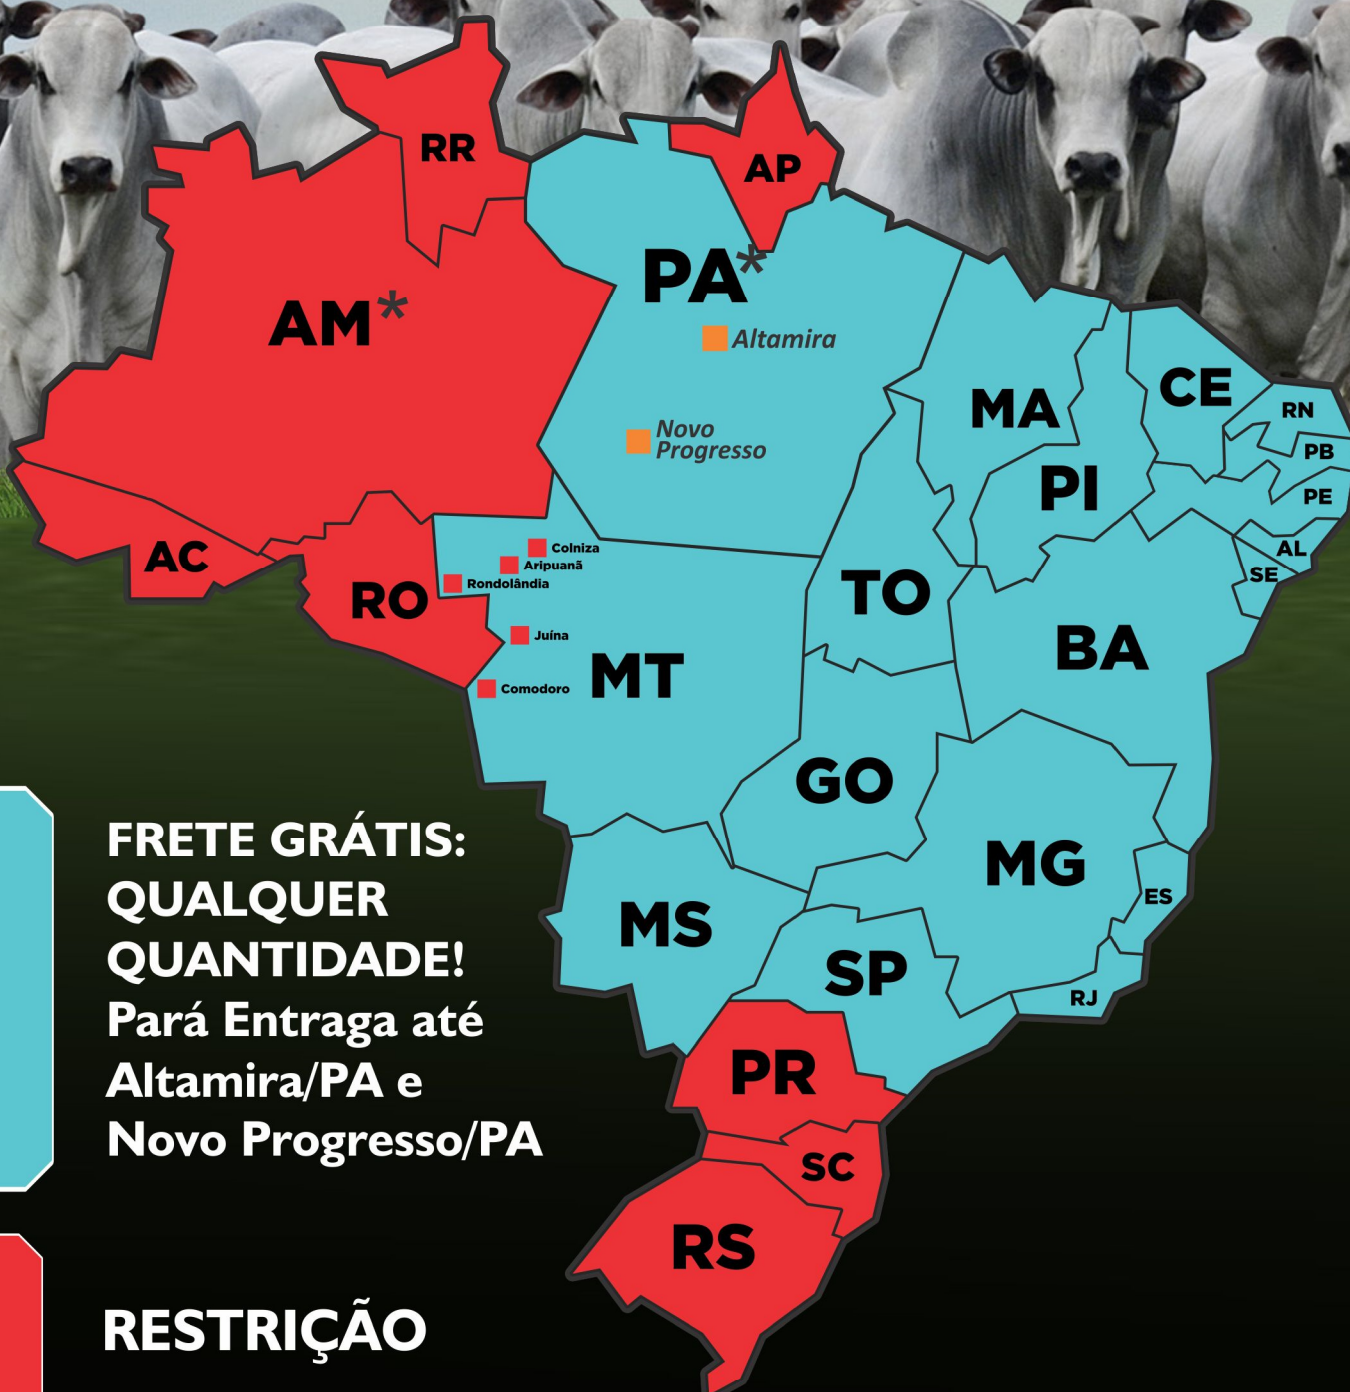 RR
AP
AM*
PA*
Altamira
Novo
Progresso
MA
CE
RN
PB
PI
PE
AL
SE
AC
RO
Colniza
Aripuanã
Rondolândia
Juína
Comodoro
MT
TO
BA
GO
MG
ES
MS
SP
RJ
PR
SC
RS
FRETE GRÁTIS:
QUALQUER
QUANTIDADE!
Pará Entraga até
Altamira/PA e
Novo Progresso/PA
RESTRIÇÃO